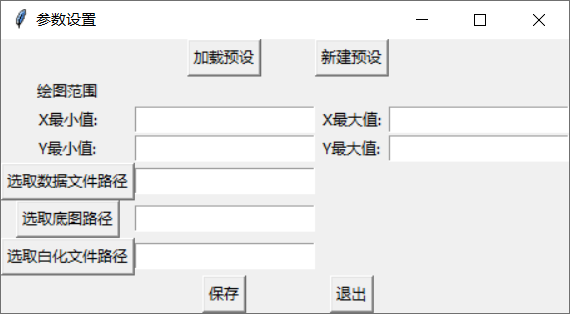 参数设置
加载预设 新建预设
绘图范围
X最小值: X最大值:
Y最小值: Y最大值:
选取数据文件路径
选取底图路径
选取白化文件路径
保存 退出